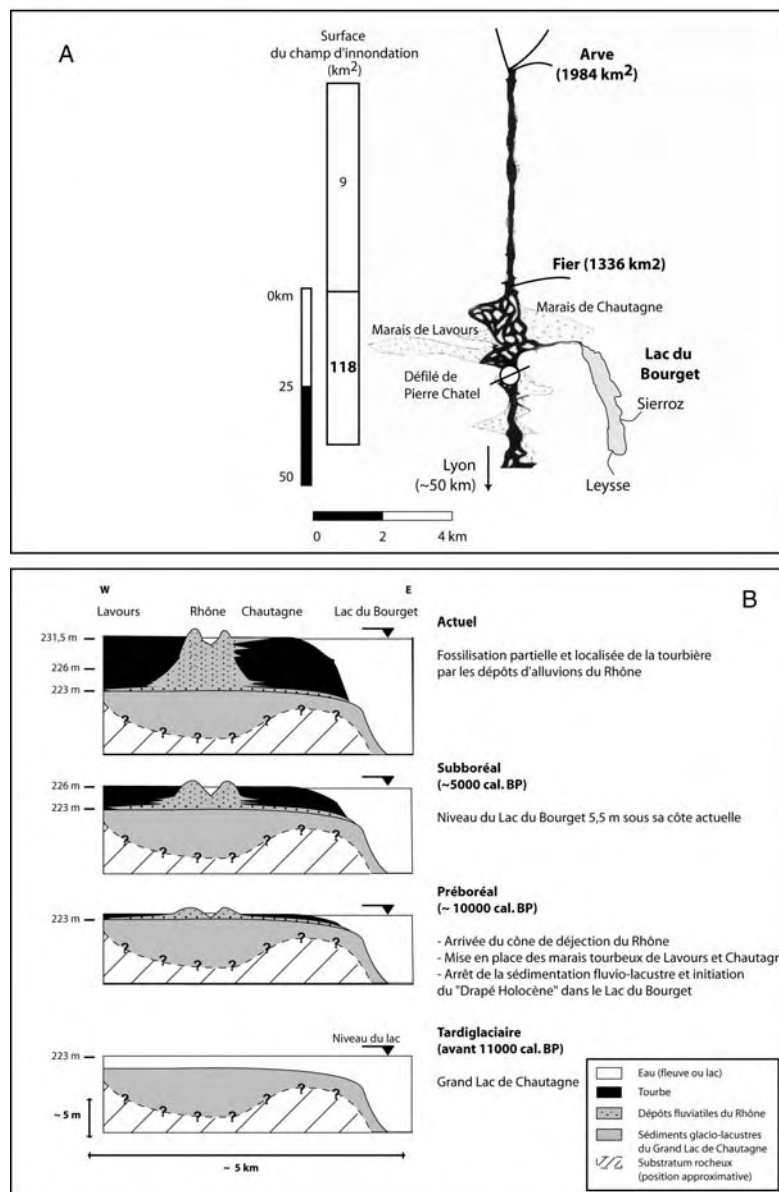 A
Surface
du champ d'innondation
(km2)
9
118
0km
25
50
Arve
(1984 km2)
Fier (1336 km2)
Marais de Chautagne
Marais de Lavours
Lac du
Bourget
Défilé de
Pierre Chatel
Sierroz
Lyon
(~50 km)
Leysse
0 2 4 km
B
W E
Lavours Rhône Chautagne Lac du Bourget
231,5 m
226 m
223 m
? ? ? ? ? ? ?
Actuel
Fossilisation partielle et localisée de la tourbière
par les dépôts d'alluvions du Rhône
226 m
223 m
? ? ? ? ? ? ?
Subboréal
(~5000 cal. BP)
Niveau du Lac du Bourget 5,5 m sous sa côte actuelle
223 m
? ? ? ? ? ? ?
Préboréal
(~ 10000 cal. BP)
- Arrivée du cône de déjection du Rhône
- Mise en place des marais tourbeux de Lavours et Chautagn
- Arrêt de la sédimentation fluvio-lacustre et initiation
du "Drapé Holocène" dans le Lac du Bourget
Niveau du lac
223 m
? ? ? ? ? ? ?
~ 5 m
~ 5 km
Tardiglaciaire
(avant 11000 cal. BP)
Grand Lac de Chautagne
Eau (fleuve ou lac)
Tourbe
Dépôts fluviatiles du Rhône
Sédiments glacio-lacustres
du Grand Lac de Chautagne
Substratum rocheux
(position approximative)